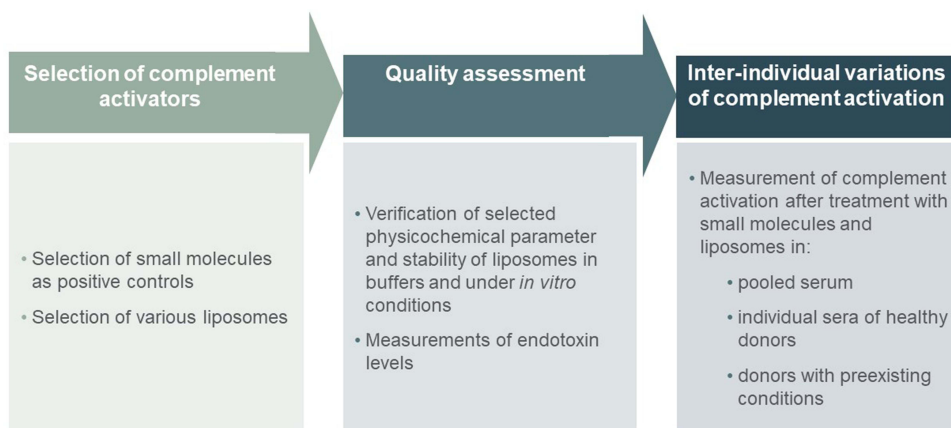 Selection of complement
activators
• Selection of small molecules
as positive controls
• Selection of various liposomes
Quality assessment
• Verification of selected
physicochemical parameter
and stability of liposomes in
buffers and under in vitro
conditions
• Measurements of endotoxin
levels
Inter-individual variations
of complement activation
• Measurement of complement
activation after treatment with
small molecules and
liposomes in:
• pooled serum
• individual sera of healthy
donors
• donors with preexisting
conditions